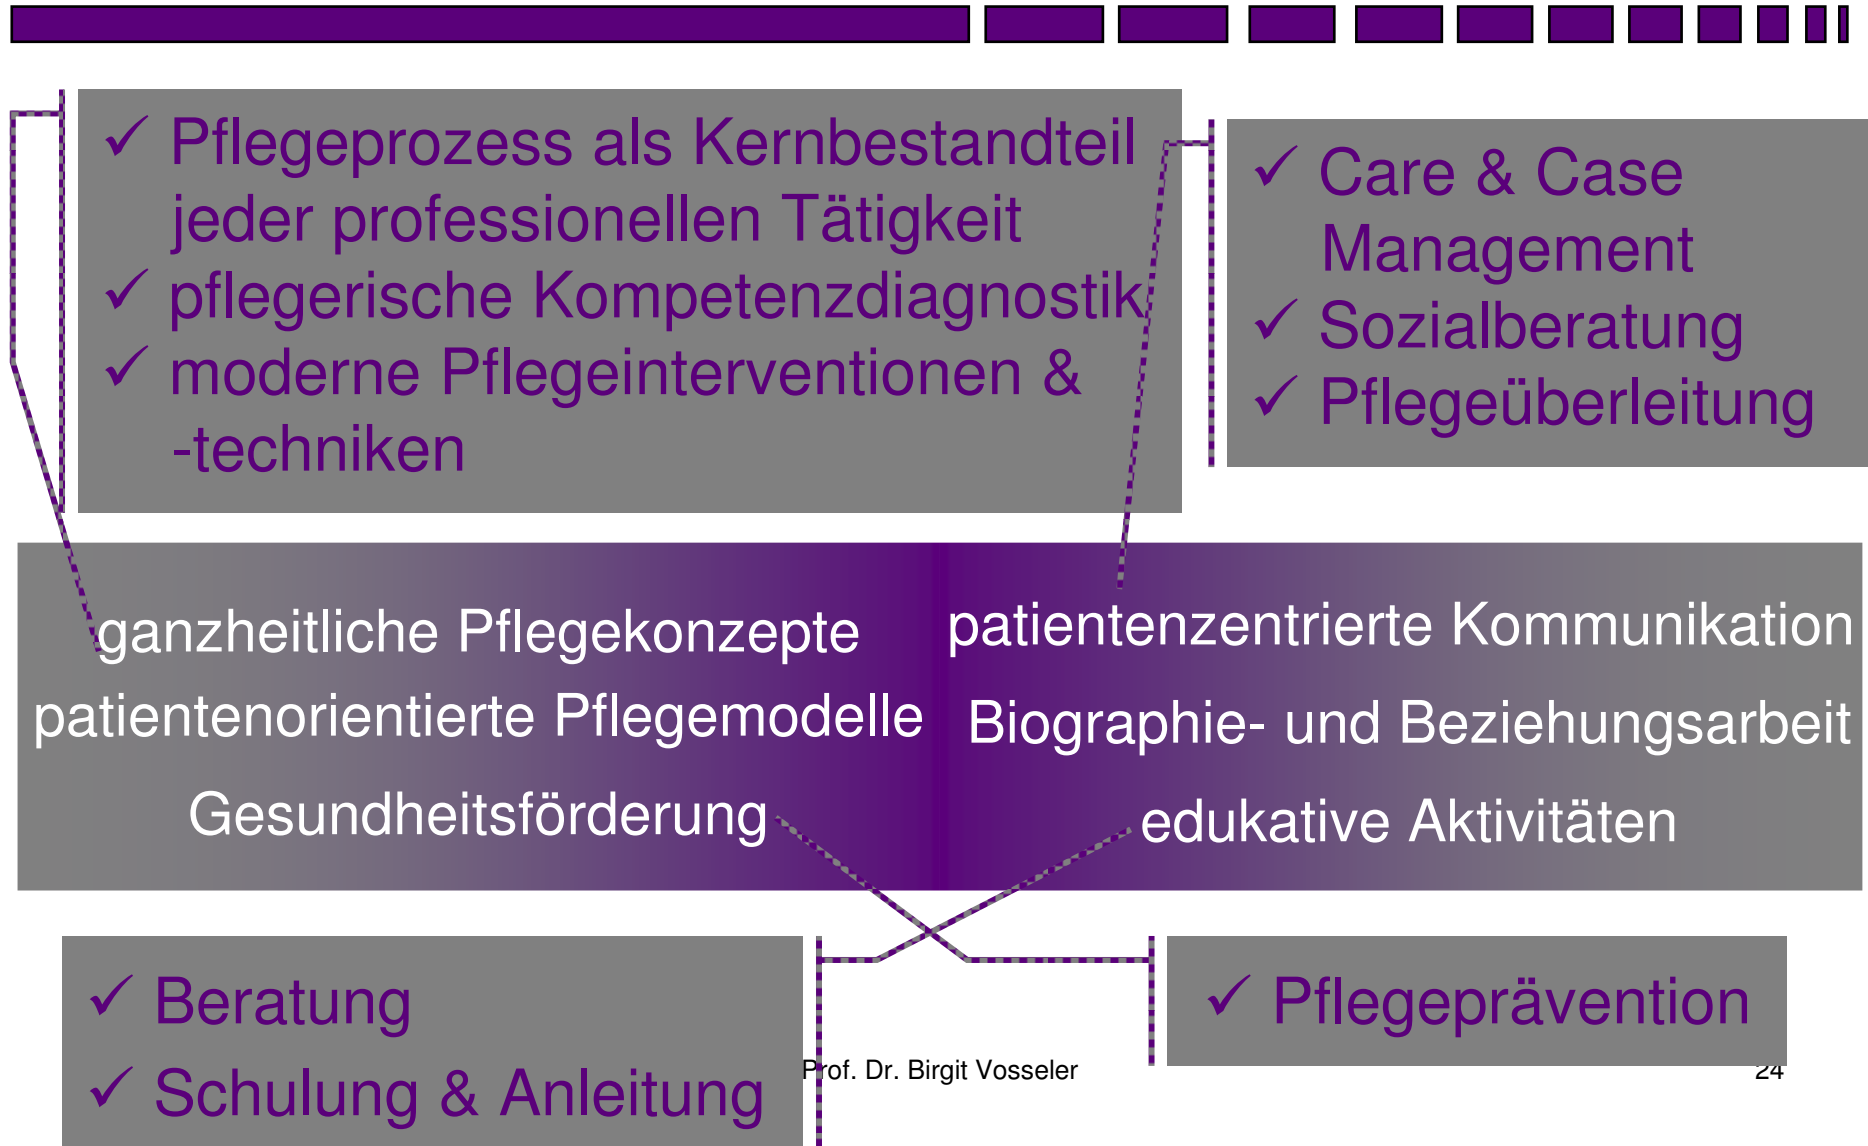 ✓ Pflegeprozess als Kernbestandteil
jeder professionellen Tätigkeit
✓ pflegerische Kompetenzdiagnostik
✓ moderne Pflegeinterventionen &
-techniken
✓ Care & Case
Management
✓ Sozialberatung
✓ Pflegeüberleitung
ganzheitliche Pflegekonzepte
patientenorientierte Pflegemodelle
Gesundheitsförderung
patientenzentrierte Kommunikation
Biographie- und Beziehungsarbeit
edukative Aktivitäten
✓ Beratung
✓ Schulung & Anleitung
✓ Pflegeprävention
Prof. Dr. Birgit Vosseler
24